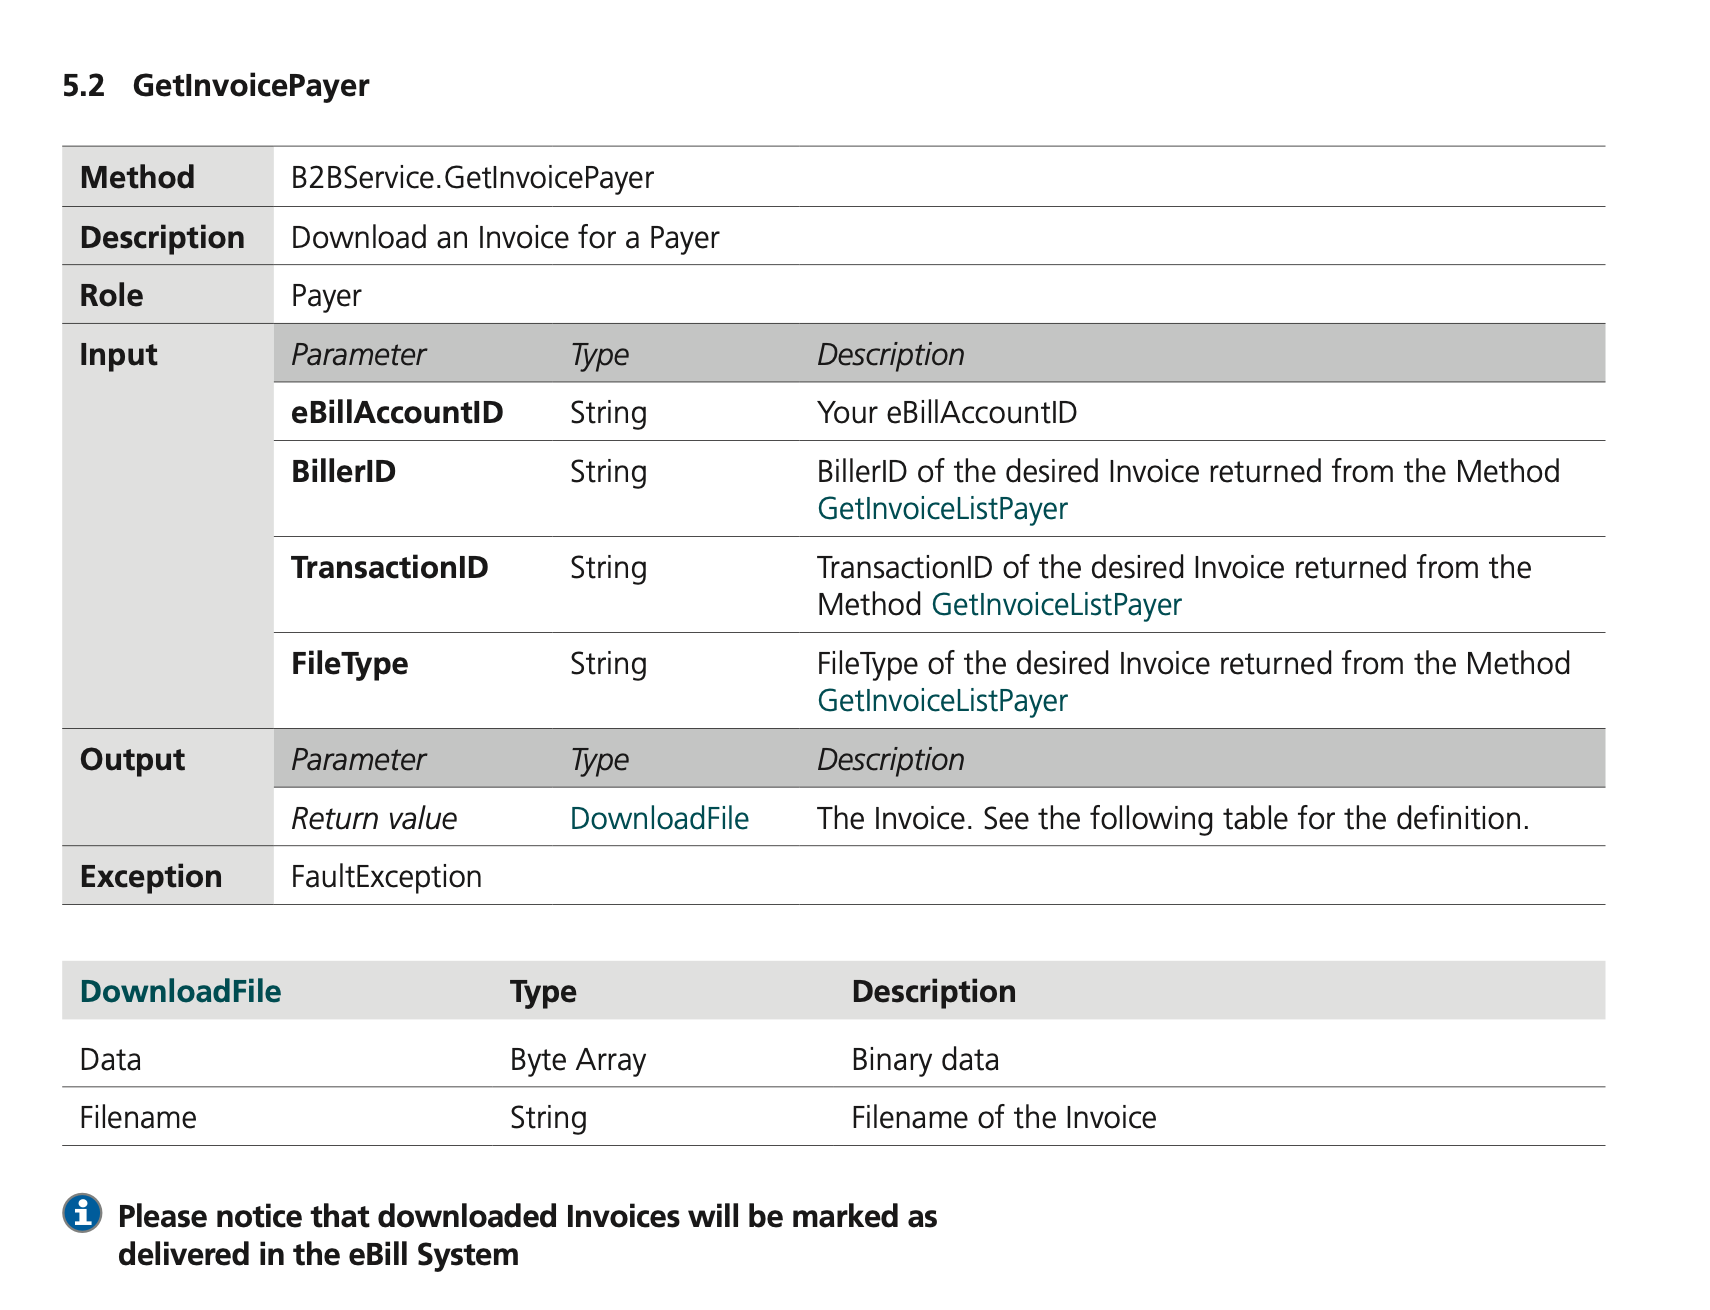 5.2 GetInvoicePayer
Method B2BService.GetInvoicePayer
Description Download an Invoice for a Payer
Role Payer
Input Parameter Type Description
eBillAccountID String Your eBillAccountID
BillerID String BillerID of the desired Invoice returned from the Method
GetInvoiceListPayer
TransactionID String TransactionID of the desired Invoice returned from the
Method GetInvoiceListPayer
FileType String FileType of the desired Invoice returned from the Method
GetInvoiceListPayer
Output Parameter Type Description
Return value DownloadFile The Invoice. See the following table for the definition.
Exception FaultException
DownloadFile Type Description
Data Byte Array Binary data
Filename String Filename of the Invoice
Please notice that downloaded Invoices will be marked as
delivered in the eBill System